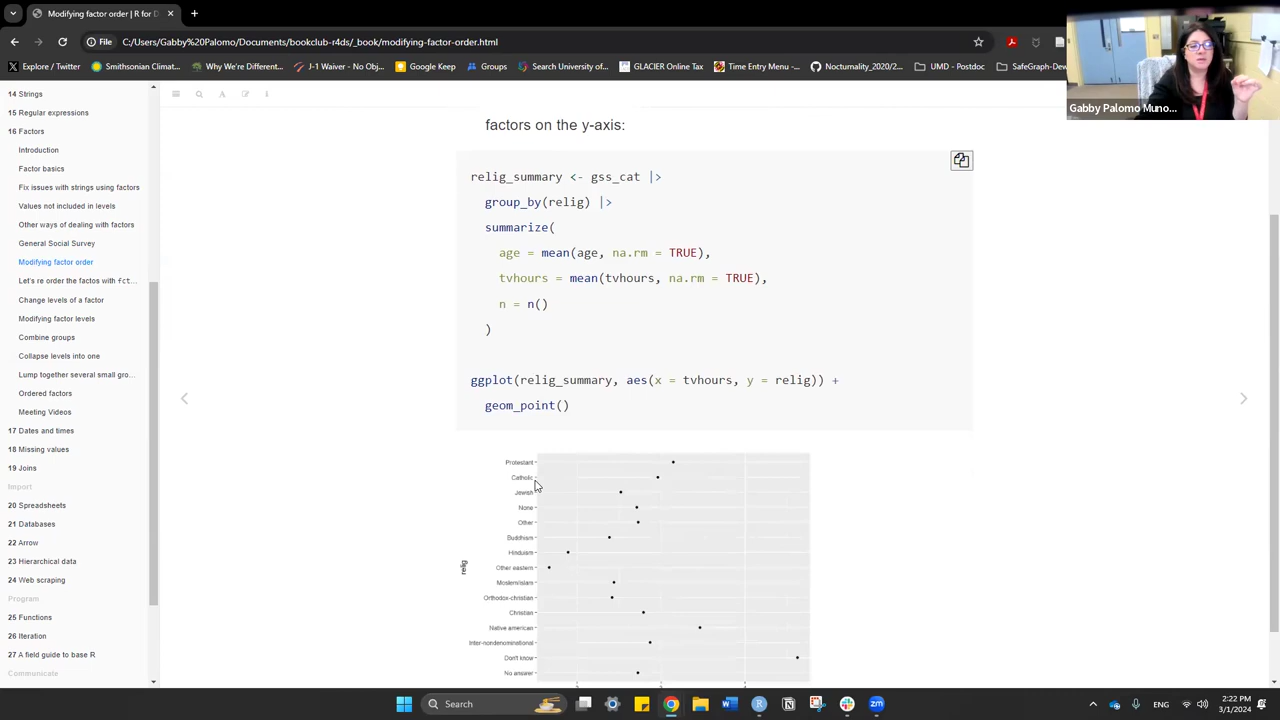 Modifying factor order | R for D
File
C:/Users/Gabby%20Palomo/Documents/bookclub-r4ds/_book/modifying-factor-order.html
Explore / Twitter
Smithsonian Citizen...
J-1 Waiver - No Obj...
Google Keep
Forecasting
Groups
Search University of...
GLACIER Online Tax
Time Entry Menu -...
Nocturnality_2020/2...
UMD - Postdoc
SafeGraph-Dew
Gabby Palomo Muno...
14 Strings
15 Regular expressions
16 Factors
Introduction
Factor basics
Fix issues with strings using factors
Values not included in levels
Other ways of dealing with factors
General Social Survey
Modifying factor order
Let's re order the factos with fct...
Change levels of a factor
Modifying factor levels
Combine groups
Collapse levels into one
Lump together several small gro...
Ordered factors
Meeting Videos
17 Dates and times
18 Missing values
19 Joins
Import
20 Spreadsheets
21 Databases
22 Arrow
23 Hierarchical data
24 Web scraping
Program
25 Functions
26 Iteration
27 A field guide to base R
Communicate
factors on the y-axis:
relig_summary <- gss_cat |>
group_by(relig) |>
summarize(
age = mean(age, na.rm = TRUE),
tvhours = mean(tvhours, na.rm = TRUE),
n = n()
)
ggplot(relig_summary, aes(x = tvhours, y = relig)) +
geom_point()
relig
Protestant
Catholic
Jewish
None
Other
Buddhism
Hinduism
Other eastern
Moslem/islam
Orthodox-christian
Christian
Native american
Inter-nondenominational
Don't know
No answer
Search
ENG
US
2:22 PM
3/1/2024